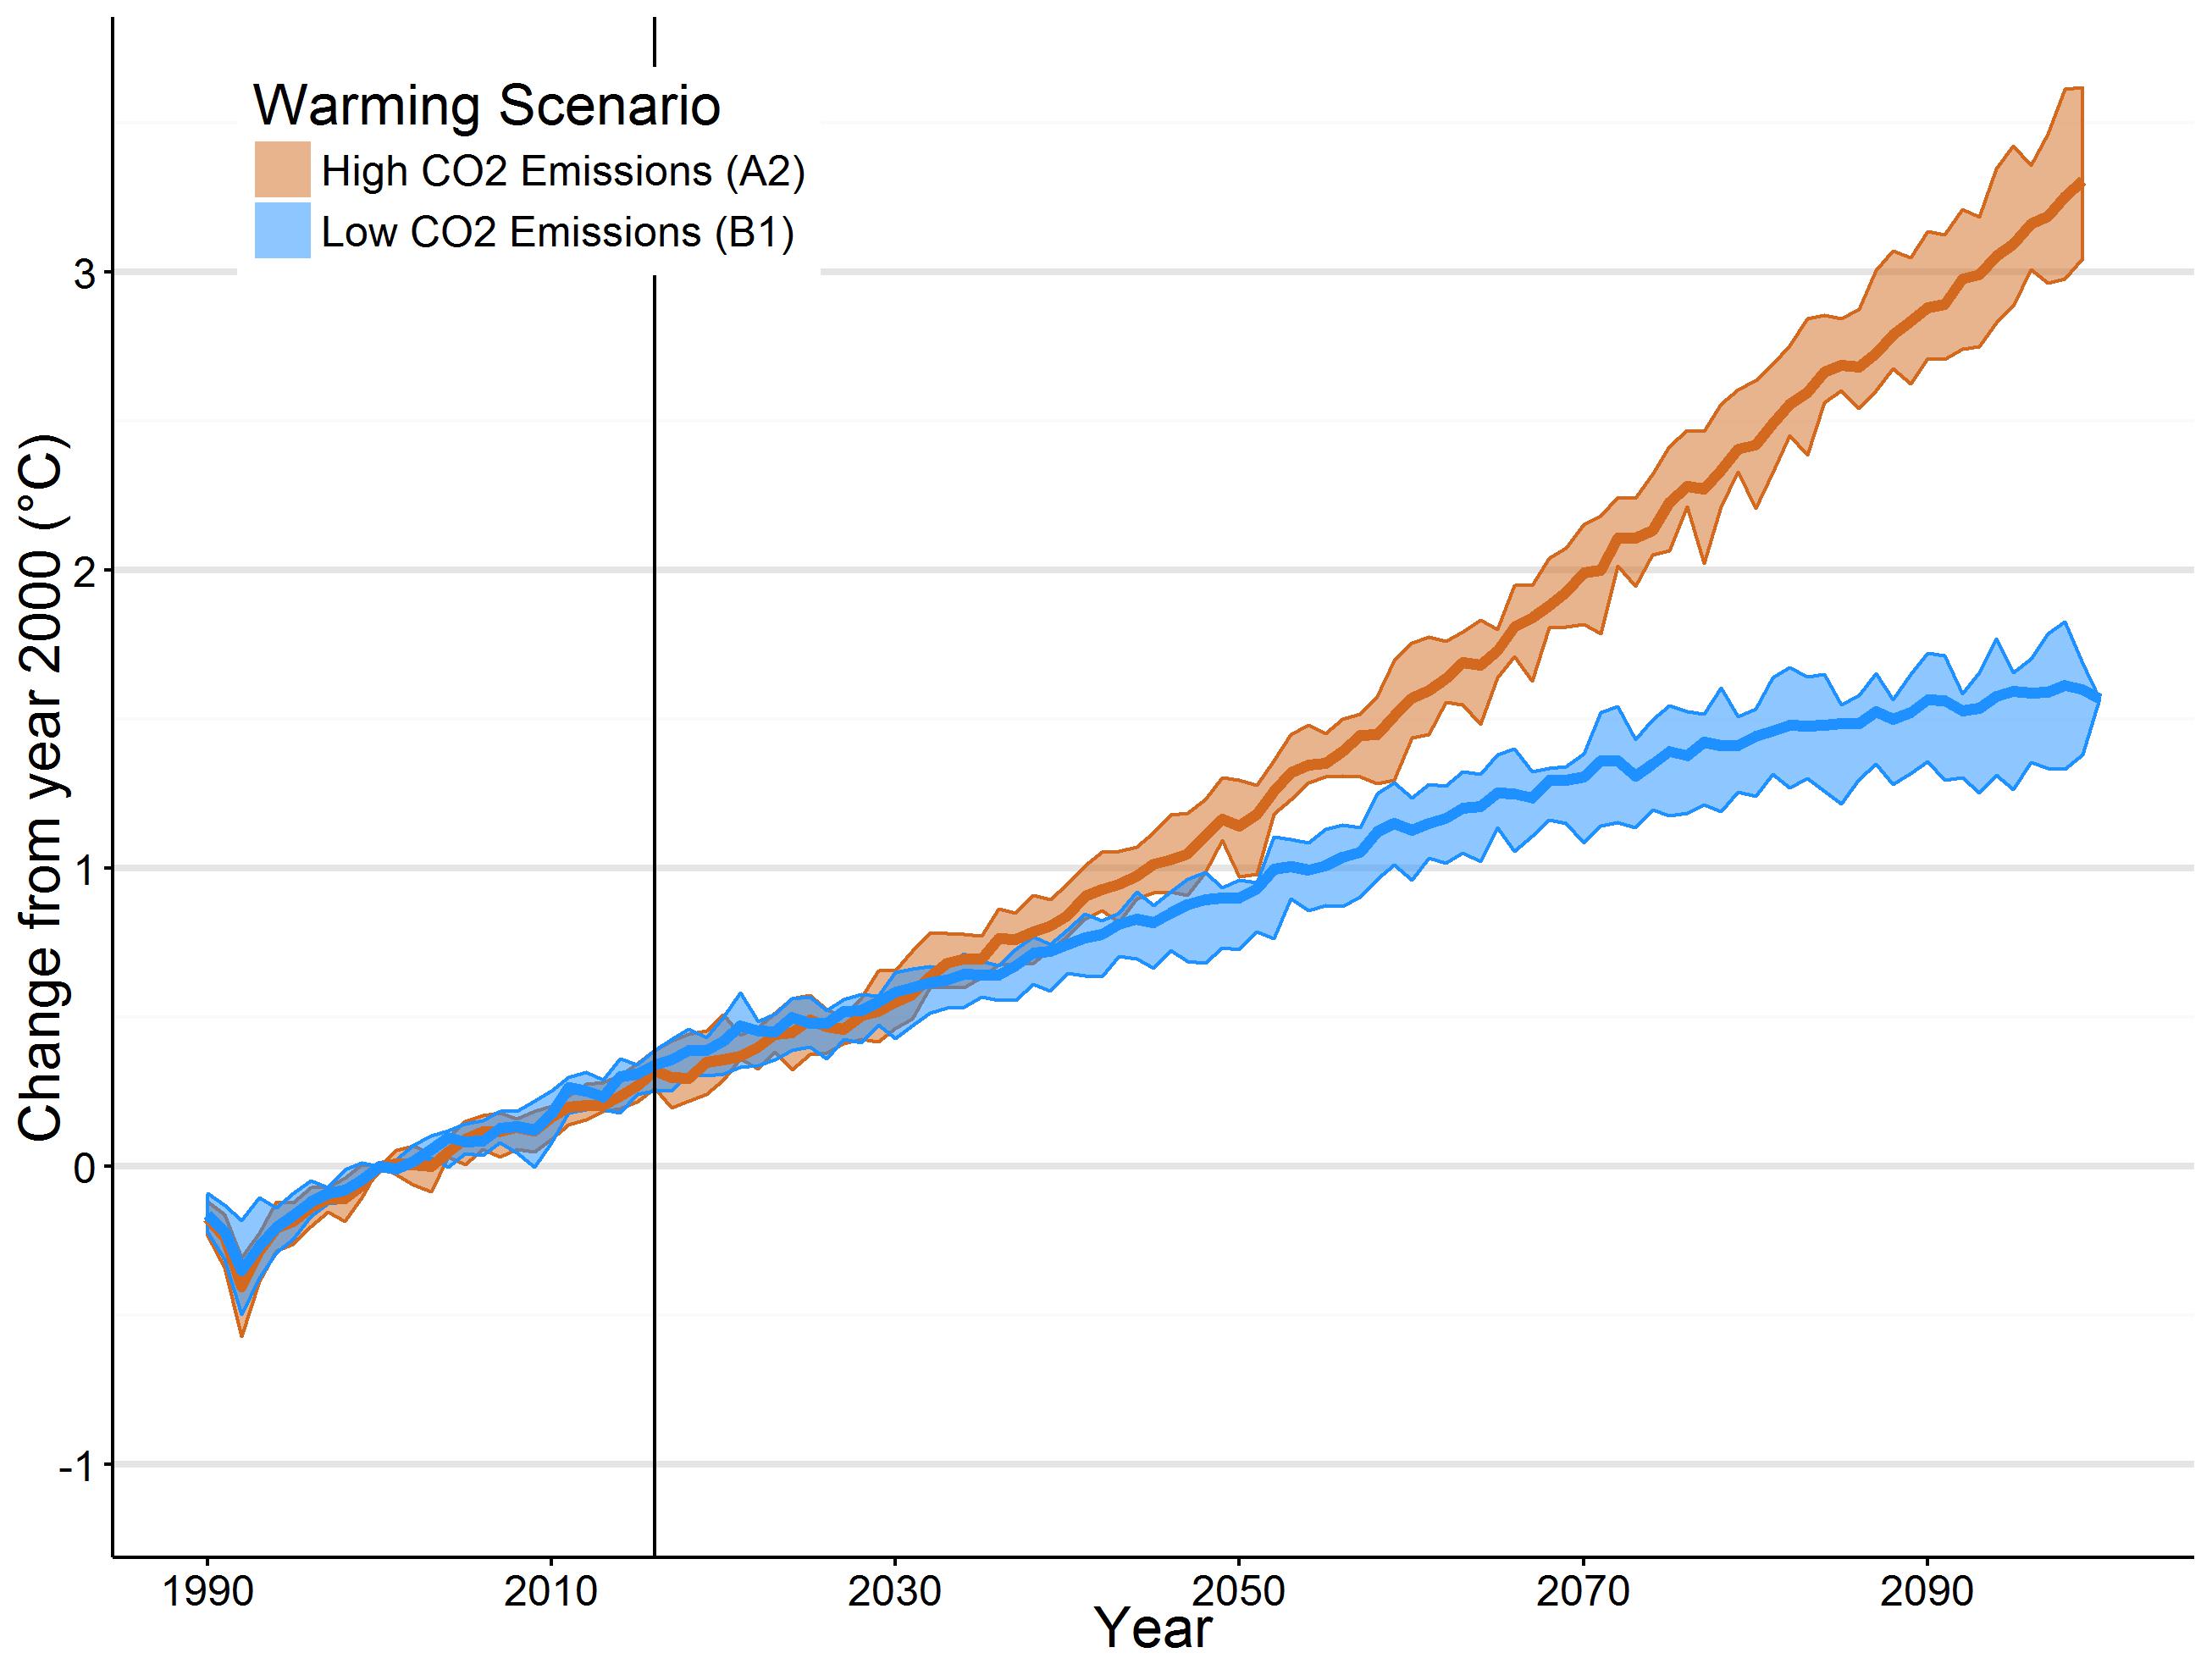 Warming Scenario
High CO2 Emissions (A2)
Low CO2 Emissions (B1)
Change from year 2000 (°C)
3
2
1
0
-1
1990
2010
2030
2050
2070
2090
Year